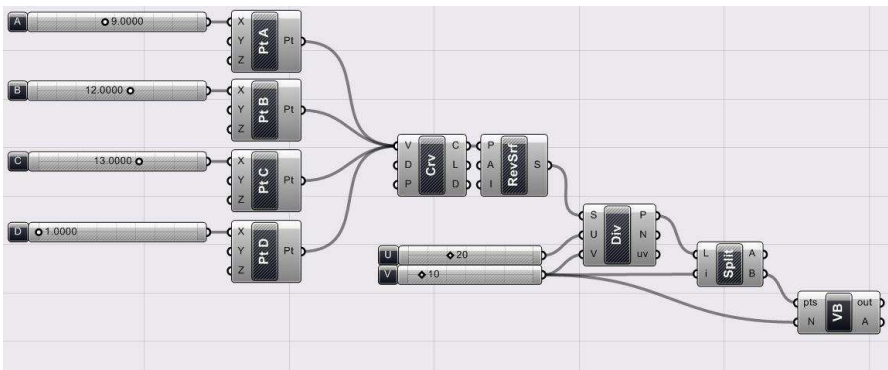 A 9.0000 X Y Z Pt A Pt
B 12.0000 X Y Z Pt B Pt
C 13.0000 X Y Z Pt C Pt
D 1.0000 X Y Z Pt D Pt
V D P Crv C L D
P A I RevSrf S
U 20
V 10
S U V Div P N uv
L i Split A B
pts N VB out A